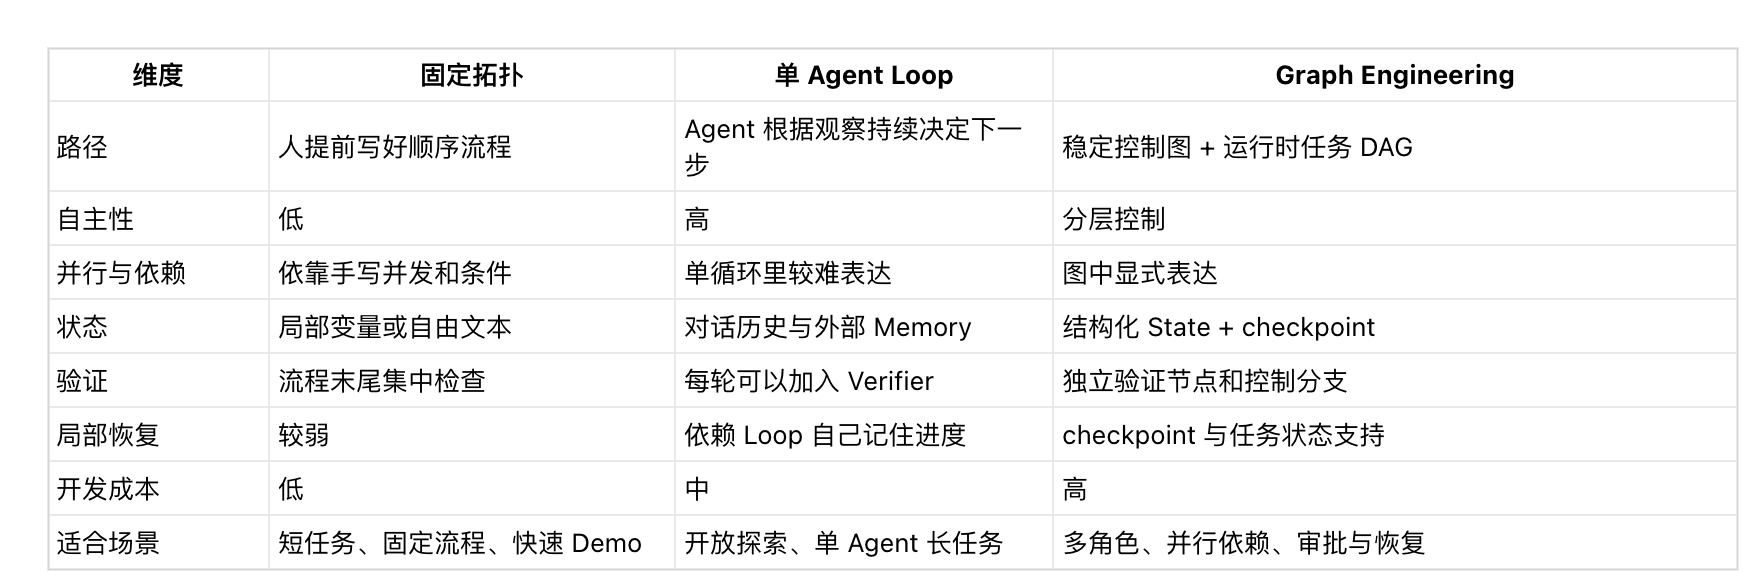 维度 固定拓扑 单 Agent Loop Graph Engineering
路径 人提前写好顺序流程 Agent 根据观察持续决定下一步 稳定控制图 + 运行时任务 DAG
自主性 低 高 分层控制
并行与依赖 依靠手写并发和条件 单循环里较难表达 图中显式表达
状态 局部变量或自由文本 对话历史与外部 Memory 结构化 State + checkpoint
验证 流程末尾集中检查 每轮可以加入 Verifier 独立验证节点和控制分支
局部恢复 较弱 依赖 Loop 自己记住进度 checkpoint 与任务状态支持
开发成本 低 中 高
适合场景 短任务、固定流程、快速 Demo 开放探索、单 Agent 长任务 多角色、并行依赖、审批与恢复